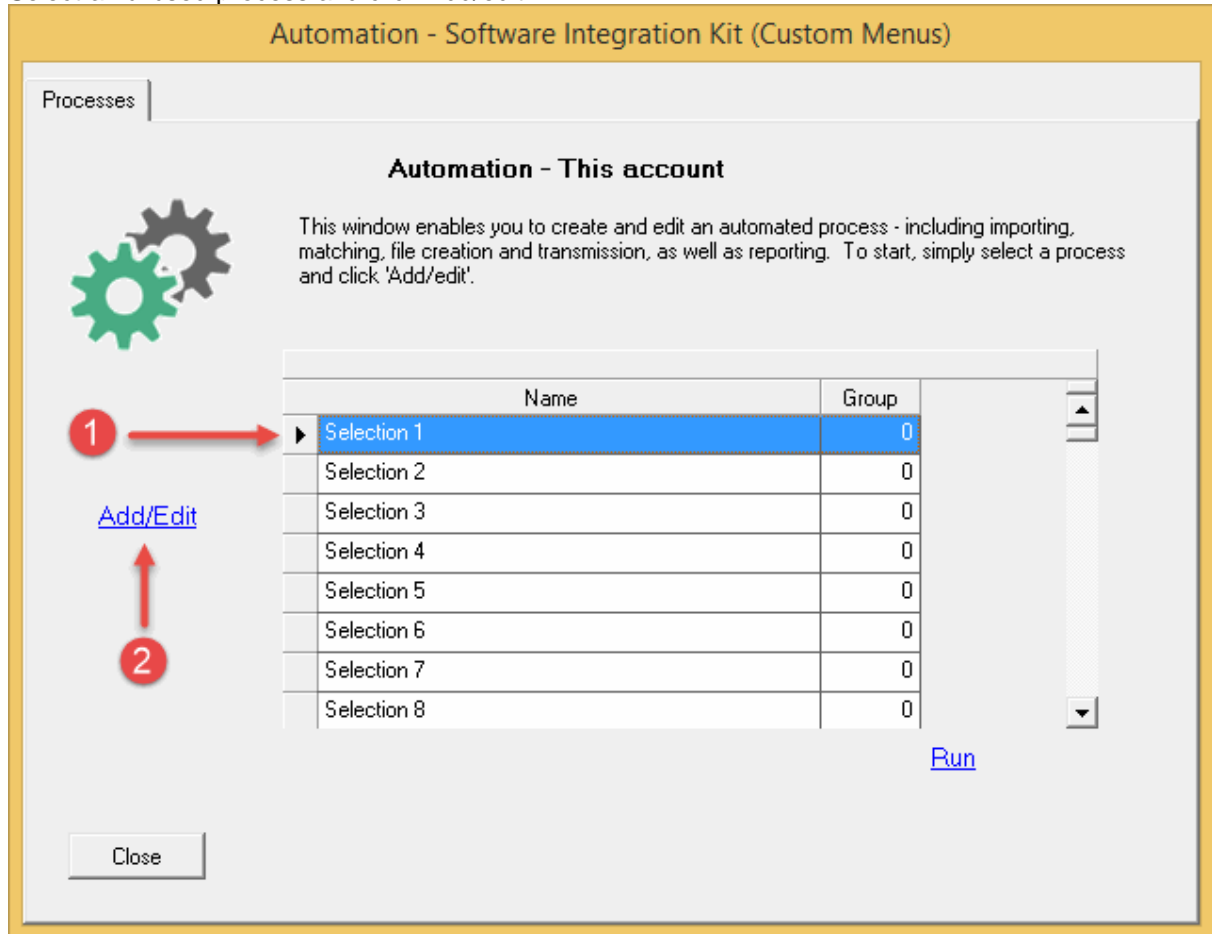 Automation - Software Integration Kit (Custom Menus)
Processes
Automation - This account
This window enables you to create and edit an automated process - including importing,
matching, file creation and transmission, as well as reporting. To start, simply select a process
and click 'Add/edit'.
Name Group
1 Selection 1 0
Selection 2 0
Add/Edit Selection 3 0
Selection 4 0
Selection 5 0
Selection 6 0
2 Selection 7 0
Selection 8 0
Run
Close